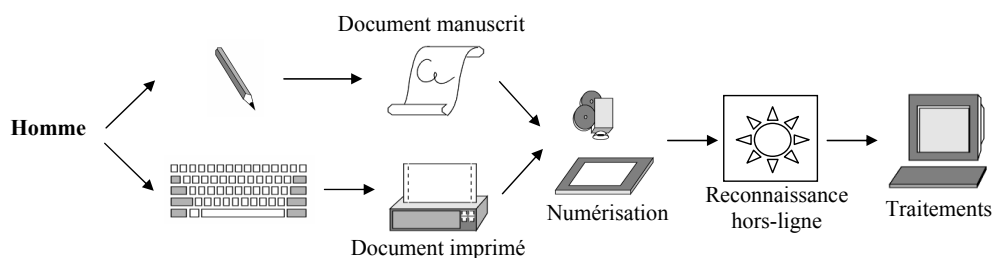 Document manuscrit
Homme
Document imprimé
Numérisation
Reconnaissance
hors-ligne
Traitements